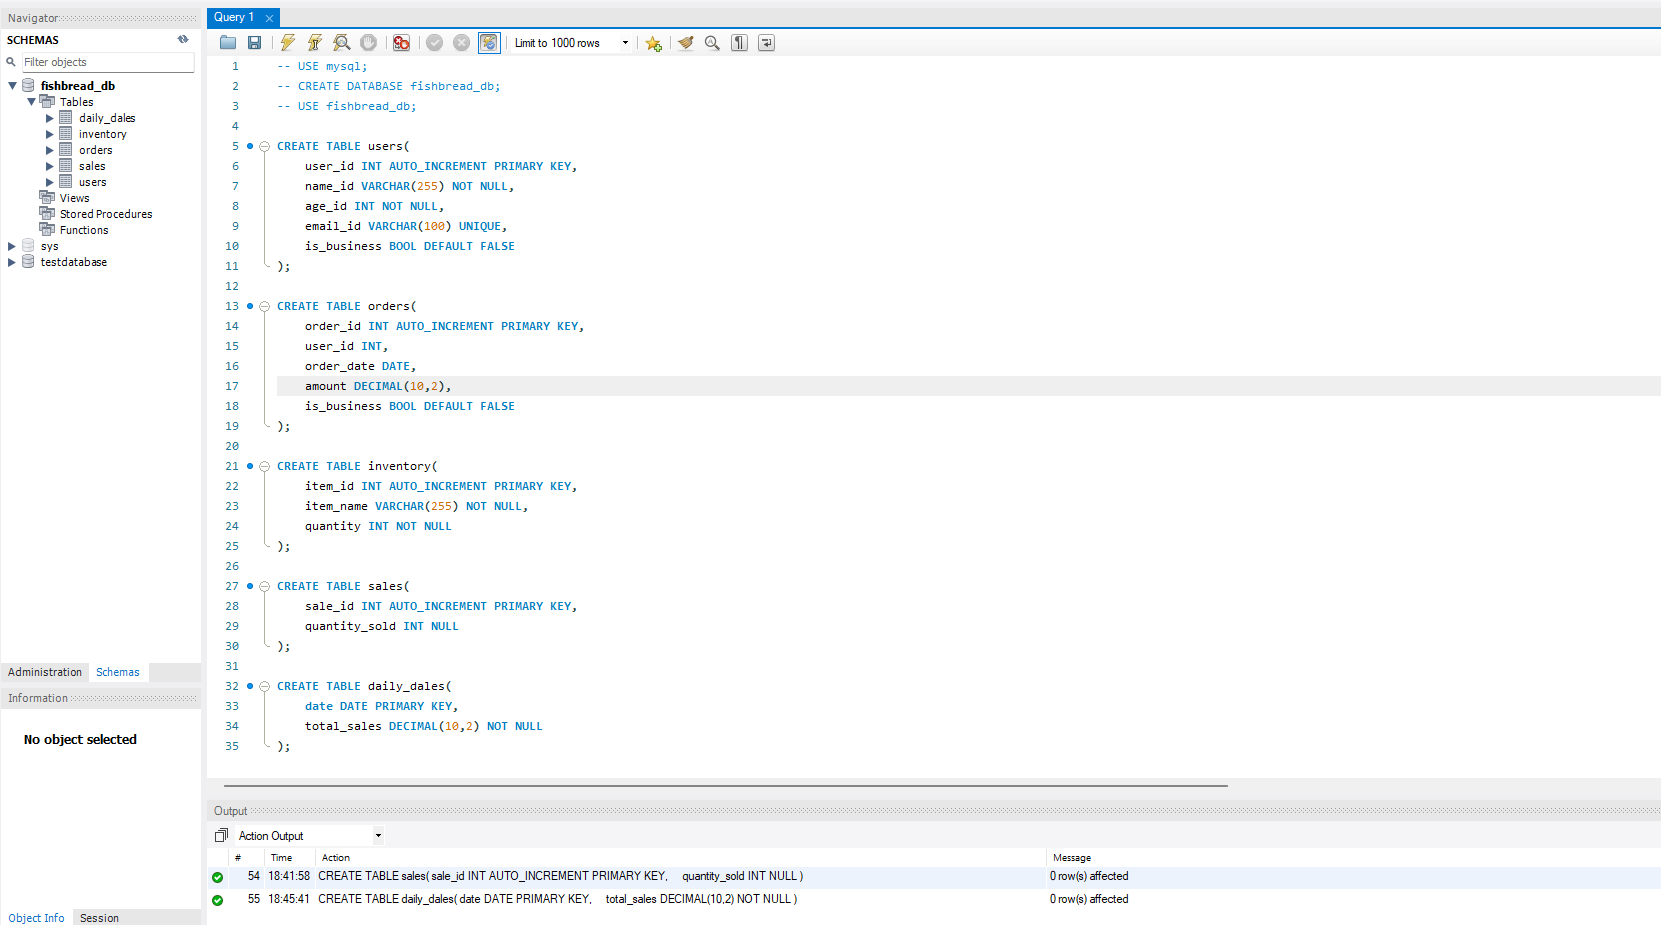 Navigator
SCHEMAS
Filter objects
fishbread_db
Tables
daily_dales
inventory
orders
sales
users
Views
Stored Procedures
Functions
sys
testdatabase
Administration Schemas
Information
No object selected
Object Info Session
Query 1
Limit to 1000 rows
1 -- USE mysql;
2 -- CREATE DATABASE fishbread_db;
3 -- USE fishbread_db;
4
5 CREATE TABLE users(
6 user_id INT AUTO_INCREMENT PRIMARY KEY,
7 name_id VARCHAR(255) NOT NULL,
8 age_id INT NOT NULL,
9 email_id VARCHAR(100) UNIQUE,
10 is_business BOOL DEFAULT FALSE
11 );
12
13 CREATE TABLE orders(
14 order_id INT AUTO_INCREMENT PRIMARY KEY,
15 user_id INT,
16 order_date DATE,
17 amount DECIMAL(10,2),
18 is_business BOOL DEFAULT FALSE
19 );
20
21 CREATE TABLE inventory(
22 item_id INT AUTO_INCREMENT PRIMARY KEY,
23 item_name VARCHAR(255) NOT NULL,
24 quantity INT NOT NULL
25 );
26
27 CREATE TABLE sales(
28 sale_id INT AUTO_INCREMENT PRIMARY KEY,
29 quantity_sold INT NULL
30 );
31
32 CREATE TABLE daily_dales(
33 date DATE PRIMARY KEY,
34 total_sales DECIMAL(10,2) NOT NULL
35 );
Output
Action Output
# Time Action Message
54 18:41:58 CREATE TABLE sales( sale_id INT AUTO_INCREMENT PRIMARY KEY, quantity_sold INT NULL ) 0 row(s) affected
55 18:45:41 CREATE TABLE daily_dales( date DATE PRIMARY KEY, total_sales DECIMAL(10,2) NOT NULL ) 0 row(s) affected